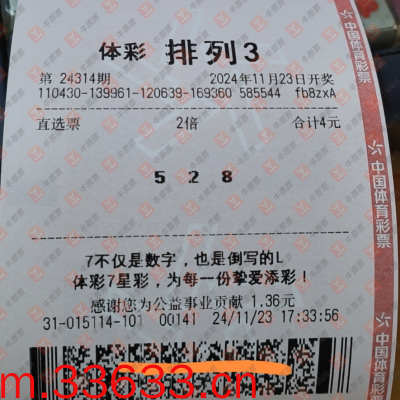 体彩 排列3
第 24314期 2024年11月23日开奖
110430-139961-120639-169360 585544 fb8zxA
直选票 2倍 合计4元
5 2 8
7不仅是数字，也是倒写的L
体彩7星彩，为每一份挚爱添彩！
感谢您为公益事业贡献 1.36元
31-015114-101 00141 24/11/23 17:33:56
m.33633.cn
中国体育彩票
中国体育彩票
中国体育彩票